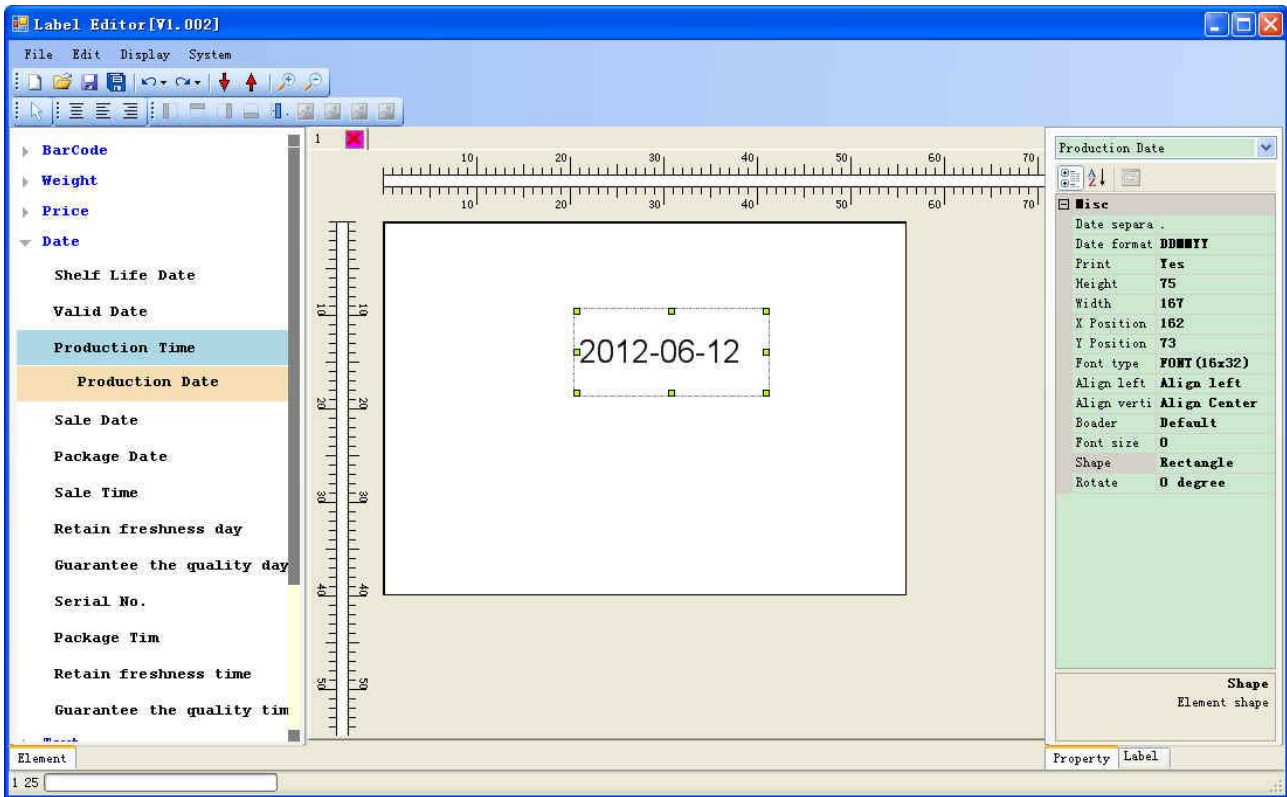 Label Editor[V1.002]
File Edit Display System
BarCode
Weight
Price
Date
Shelf Life Date
Valid Date
Production Time
Production Date
Sale Date
Package Date
Sale Time
Retain freshness day
Guarantee the quality day
Serial No.
Package Tim
Retain freshness time
Guarantee the quality tim
Element
1 25
1
10 20 30 40 50 60 70
10 20 30 40 50 60 70
10 10
20 20
30 30
40 40
50 50
2012-06-12
Production Date
Misc
Date separa .
Date format DDMMYY
Print Yes
Height 75
Width 167
X Position 162
Y Position 73
Font type FONT(16x32)
Align left Align left
Align verti Align Center
Boader Default
Font size 0
Shape Rectangle
Rotate 0 degree
Shape
Element shape
Property Label